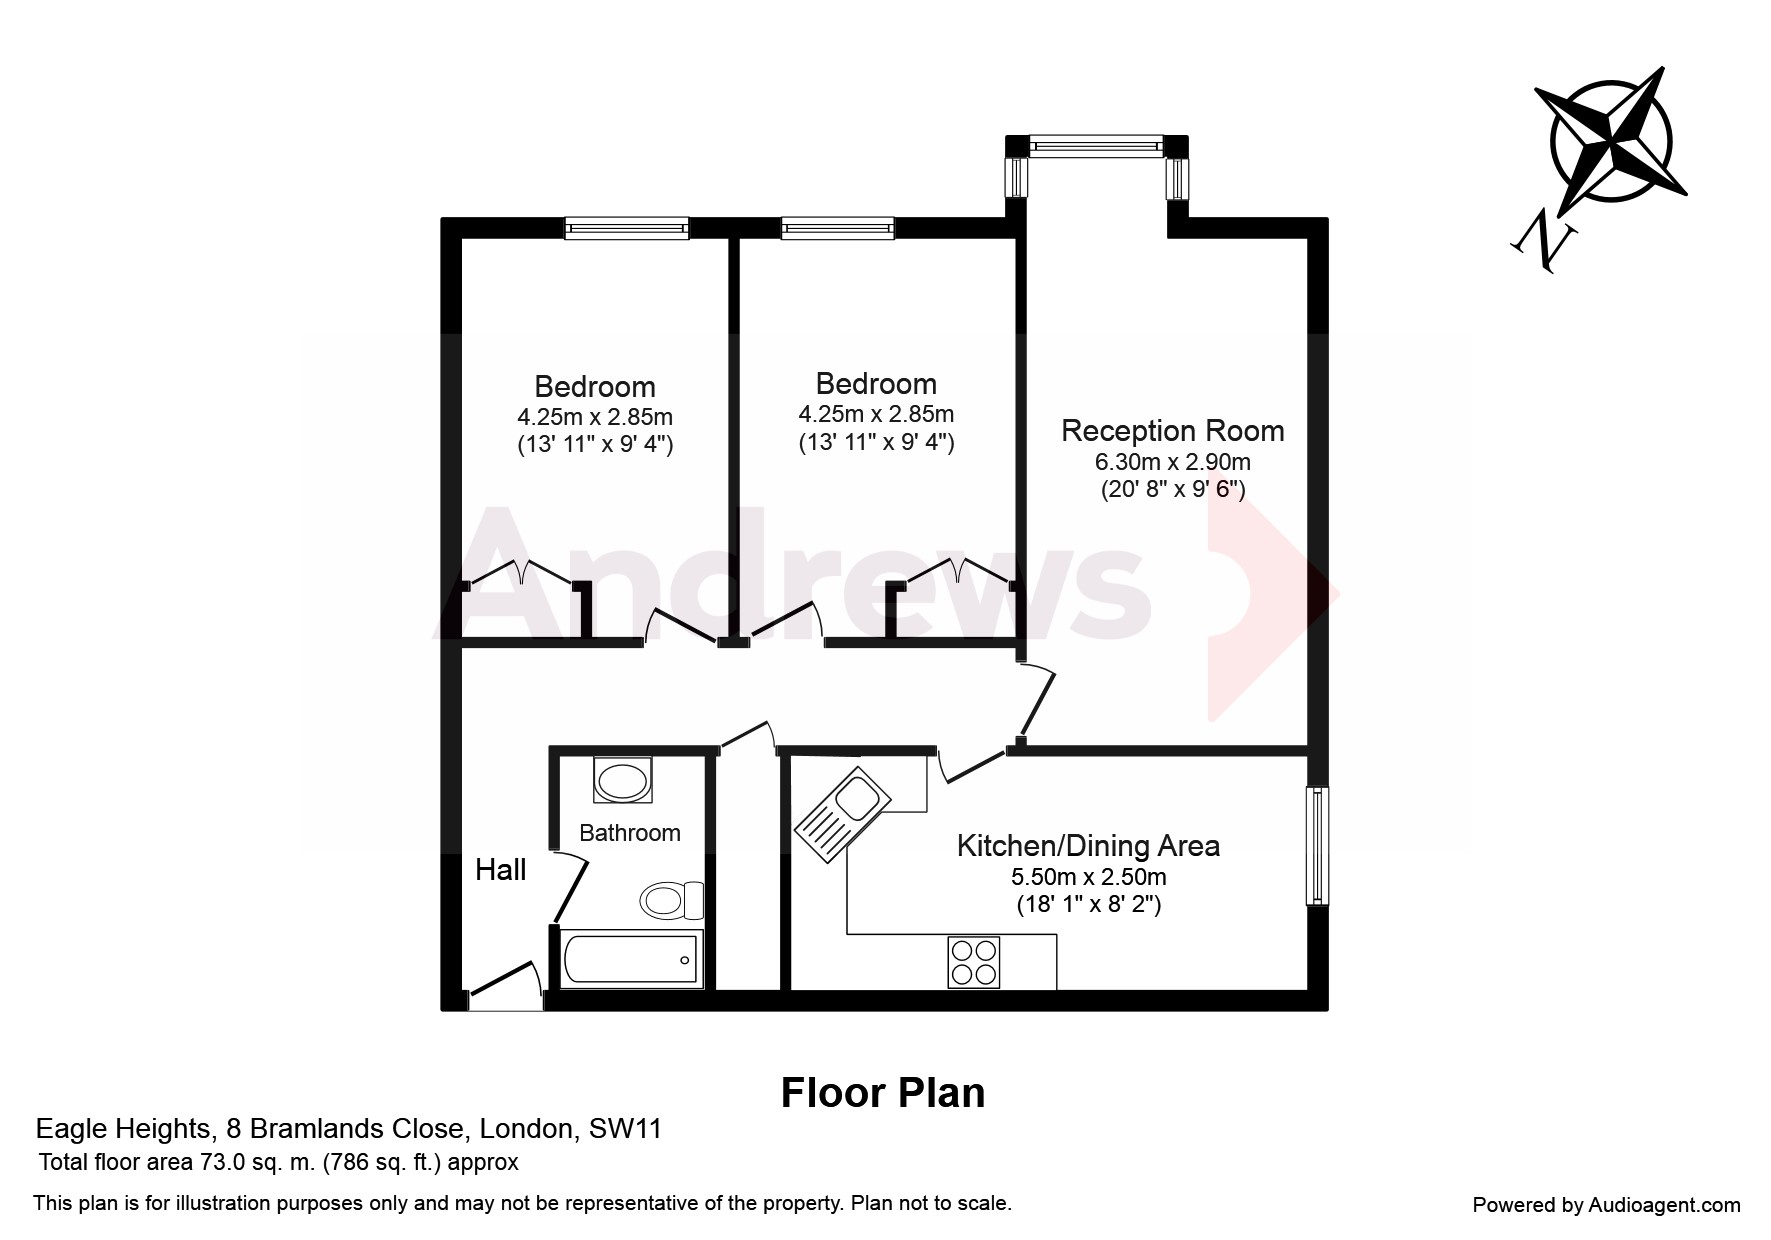 N
Bedroom
4.25m x 2.85m
(13' 11" x 9' 4")
Bedroom
4.25m x 2.85m
(13' 11" x 9' 4")
Reception Room
6.30m x 2.90m
(20' 8" x 9' 6")
Andrews
Bathroom
Hall
Kitchen/Dining Area
5.50m x 2.50m
(18' 1" x 8' 2")
Floor Plan
Eagle Heights, 8 Bramlands Close, London, SW11
Total floor area 73.0 sq. m. (786 sq. ft.) approx
This plan is for illustration purposes only and may not be representative of the property. Plan not to scale.
Powered by Audioagent.com